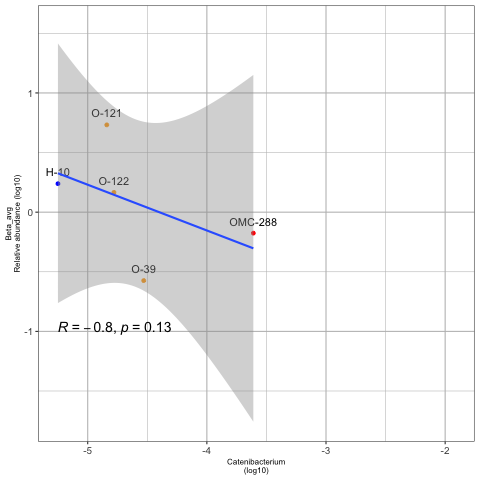 O-121
H-10
O-122
OMC-288
O-39
R = −0.8, p = 0.13
1
0
-1
-5
-4
-3
-2
Beta_avg
Relative abundance (log10)
Catenibacterium
(log10)